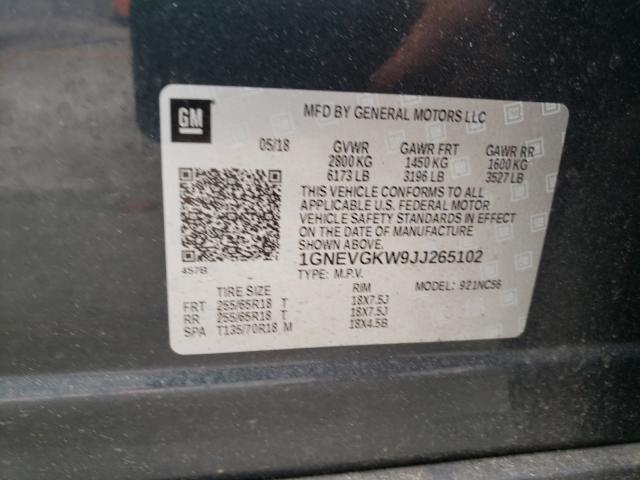 GM
MFD BY GENERAL MOTORS LLC
05/18 GVWR GAWR FRT GAWR RR
2800 KG 1450 KG 1600 KG
6173 LB 3196 LB 3527 LB
THIS VEHICLE CONFORMS TO ALL
APPLICABLE U.S. FEDERAL MOTOR
VEHICLE SAFETY STANDARDS IN EFFECT
ON THE DATE OF MANUFACTURE
SHOWN ABOVE.
1GNEVGKW9JJ265102
457B
TYPE: M.P.V. MODEL: 921NC56
TIRE SIZE RIM
FRT 255/65R18 T 18X7.5J
RR 255/65R18 T 18X7.5J
SPA T135/70R18 M 18X4.5B